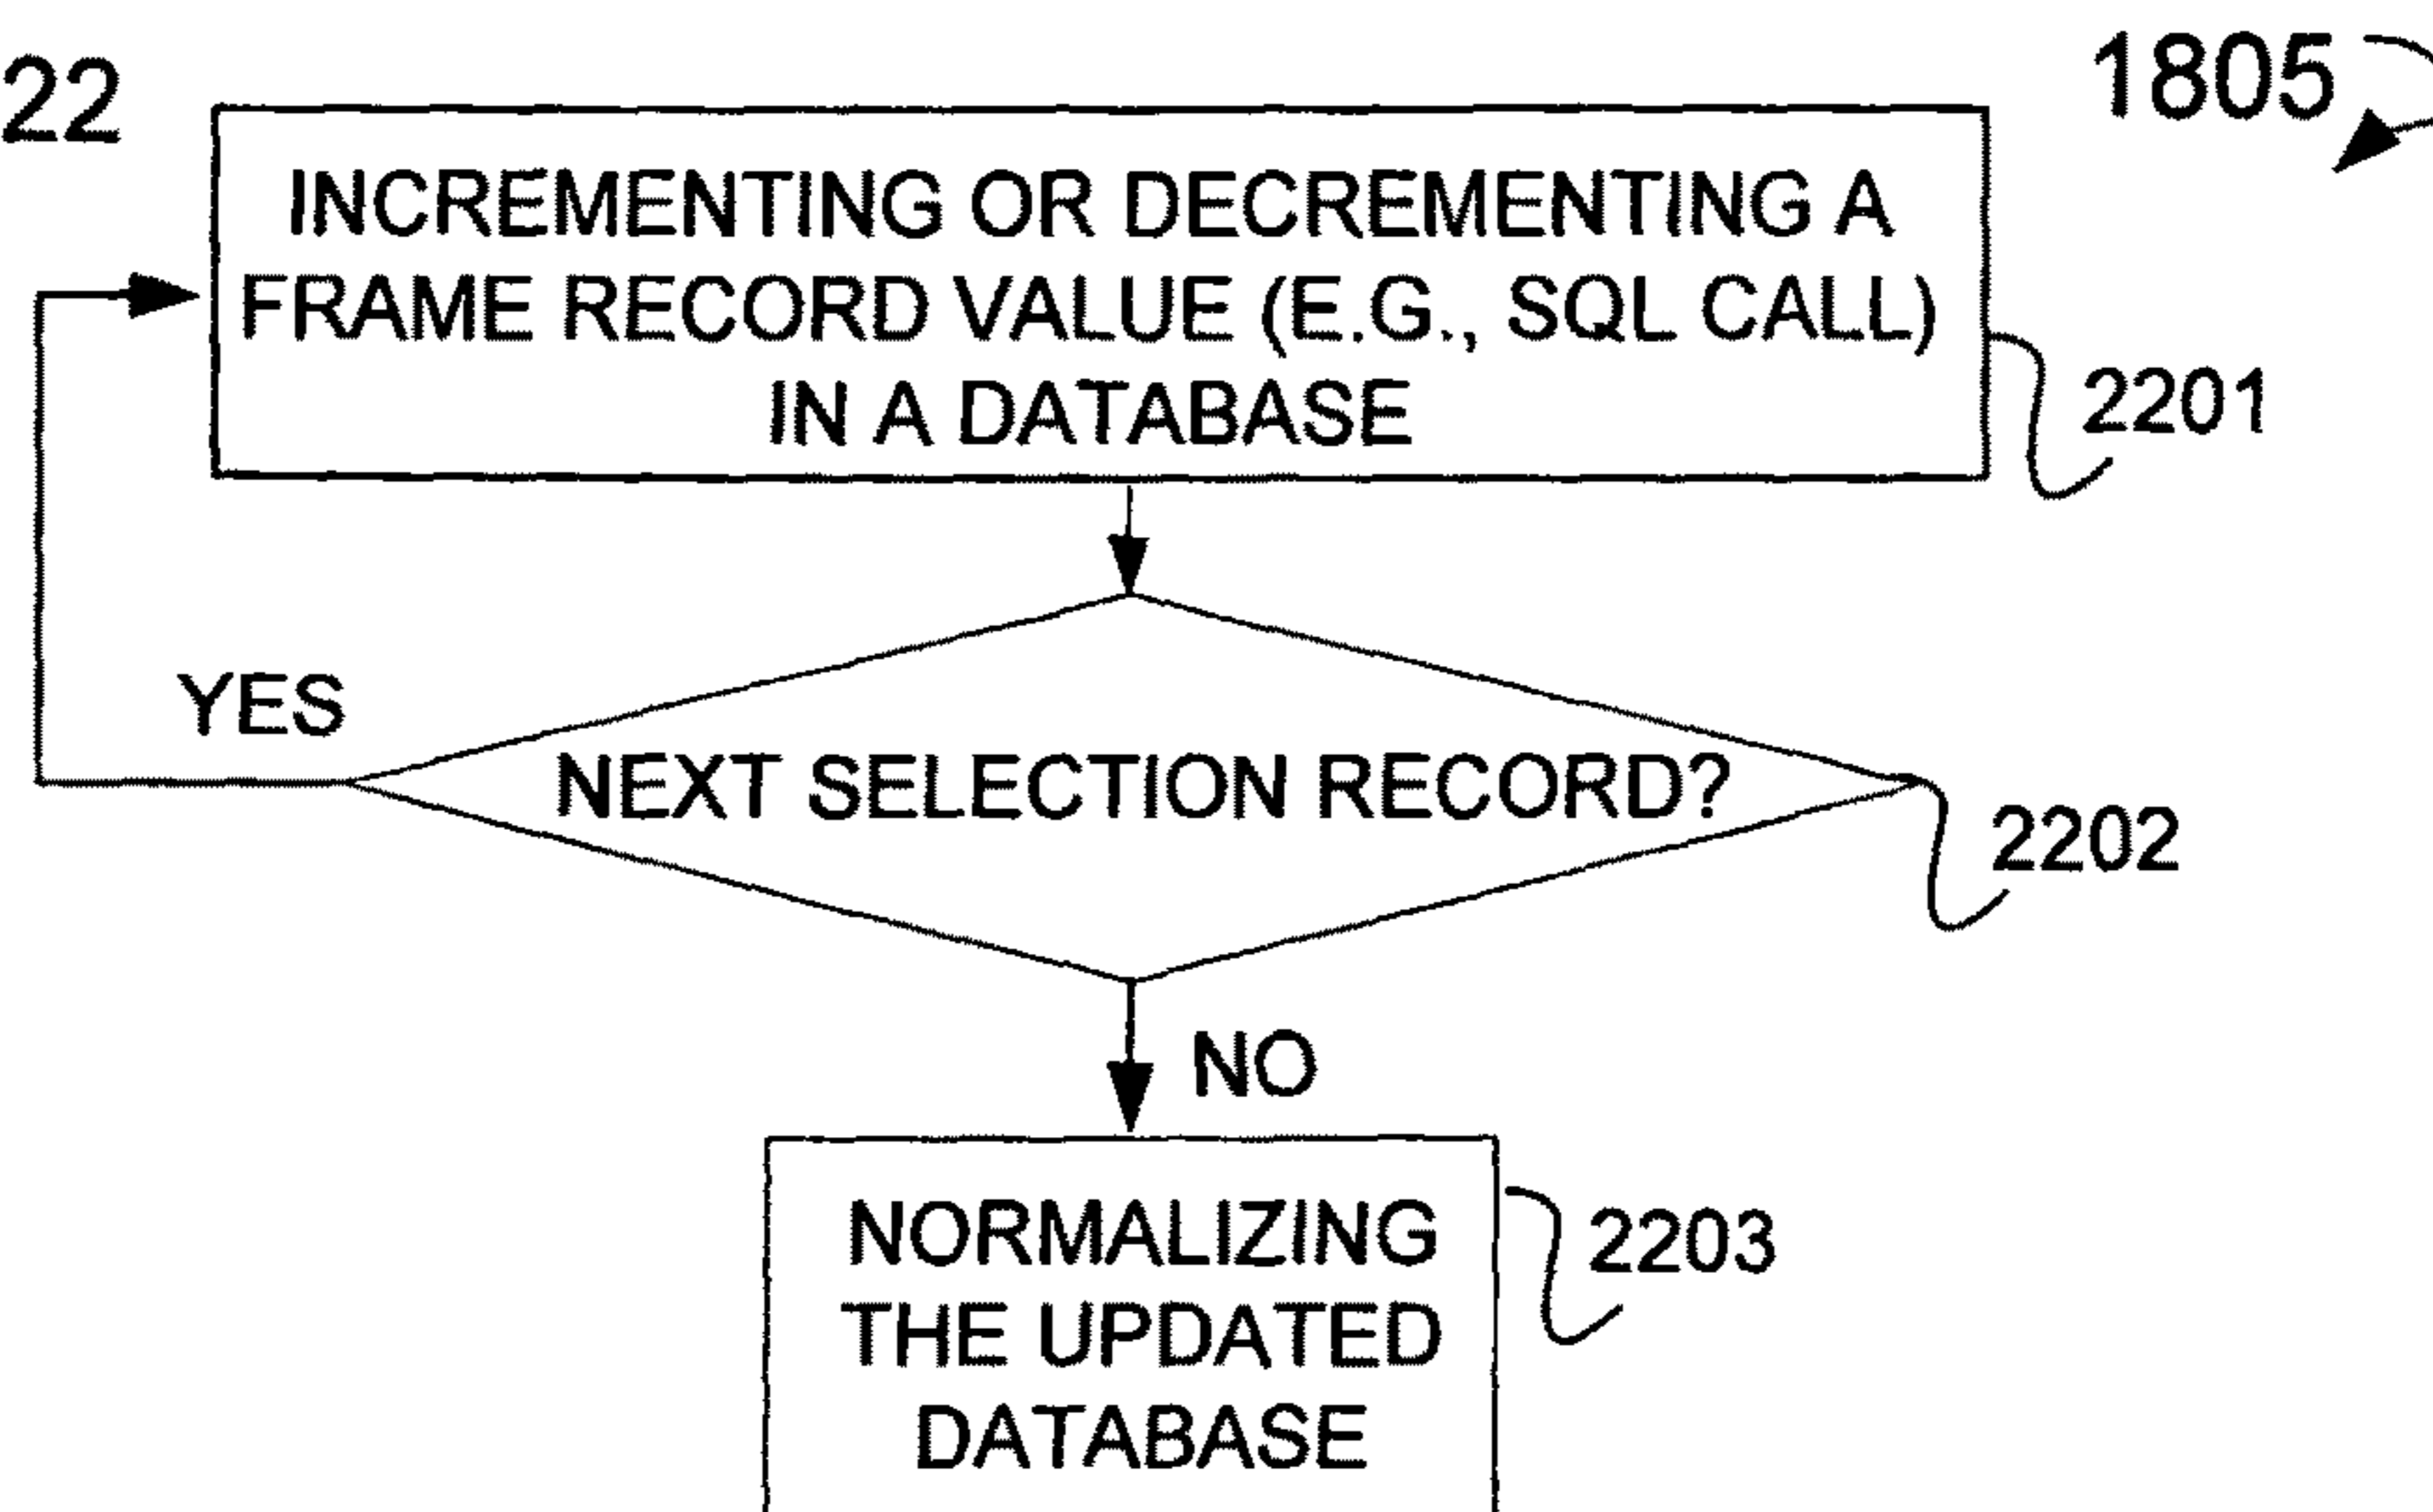 22
1805
INCREMENTING OR DECREMENTING A
FRAME RECORD VALUE (E.G., SQL CALL)
IN A DATABASE
2201
YES
NEXT SELECTION RECORD?
2202
NO
NORMALIZING
THE UPDATED
DATABASE
2203